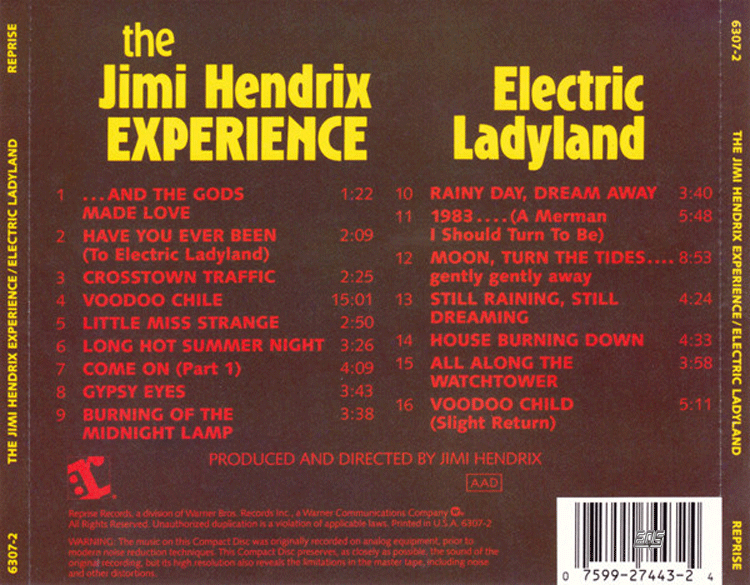 REPRISE
THE JIMI HENDRIX EXPERIENCE/ELECTRIC LADYLAND
6307-2
the
Jimi Hendrix
EXPERIENCE
Electric
Ladyland
1 ...AND THE GODS 1:22
MADE LOVE
2 HAVE YOU EVER BEEN 2:09
(To Electric Ladyland)
3 CROSSTOWN TRAFFIC 2:25
4 VOODOO CHILE 15:01
5 LITTLE MISS STRANGE 2:50
6 LONG HOT SUMMER NIGHT 3:26
7 COME ON (Part 1) 4:09
8 GYPSY EYES 3:43
9 BURNING OF THE 3:38
MIDNIGHT LAMP
10 RAINY DAY, DREAM AWAY 3:40
11 1983....(A Merman 5:48
I Should Turn To Be)
12 MOON, TURN THE TIDES.... 8:53
gently gently away
13 STILL RAINING, STILL 4:24
DREAMING
14 HOUSE BURNING DOWN 4:33
15 ALL ALONG THE 3:58
WATCHTOWER
16 VOODOO CHILD 5:11
(Slight Return)
PRODUCED AND DIRECTED BY JIMI HENDRIX
AAD
Reprise Records, a division of Warner Bros. Records Inc., a Warner Communications Company
All Rights Reserved. Unauthorized duplication is a violation of applicable laws. Printed in U.S.A. 6307-2
WARNING: The music on this Compact Disc was originally recorded on analog equipment, prior to
modern noise reduction techniques. This Compact Disc preserves, as closely as possible, the sound of the
original recording, but its high resolution also reveals the limitations in the master tape, including noise
and other distortions.
0 7599-27443-2 4
6307-2
THE JIMI HENDRIX EXPERIENCE/ELECTRIC LADYLAND
REPRISE